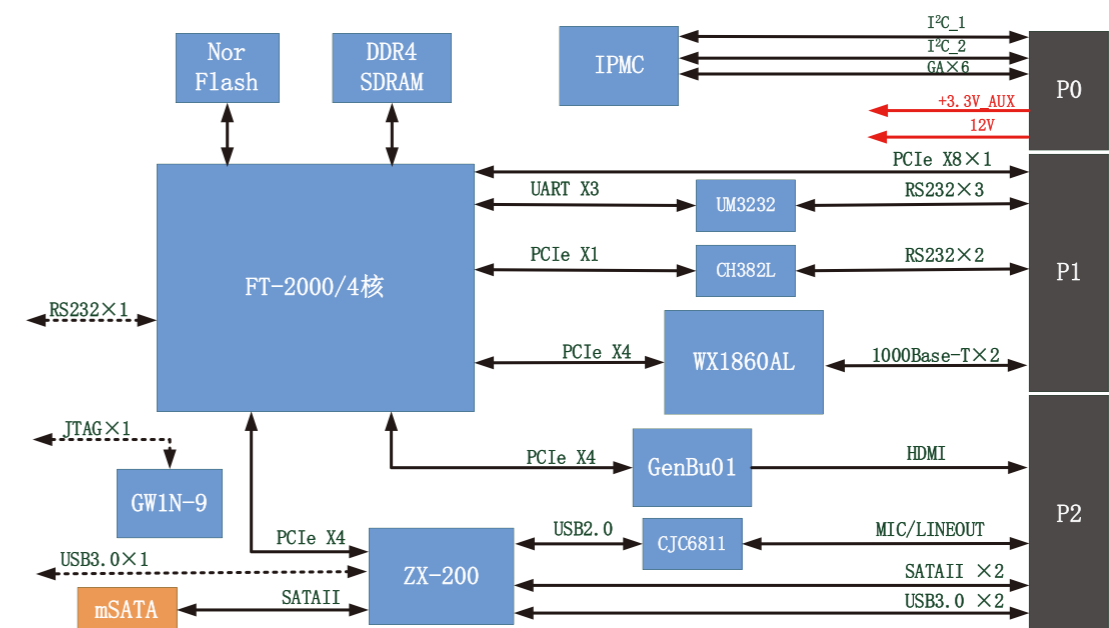 I²C_1
Nor
Flash
DDR4
SDRAM
IPMC
I²C_2
GA×6
P0
+3.3V_AUX
12V
PCIe X8×1
UART X3
UM3232
RS232×3
PCIe X1
CH382L
RS232×2
P1
FT-2000/4核
RS232×1
PCIe X4
WX1860AL
1000Base-T×2
JTAG×1
GW1N-9
PCIe X4
GenBu01
HDMI
P2
PCIe X4
USB2.0
CJC6811
MIC/LINEOUT
USB3.0×1
ZX-200
SATAII ×2
mSATA
SATAII
USB3.0 ×2